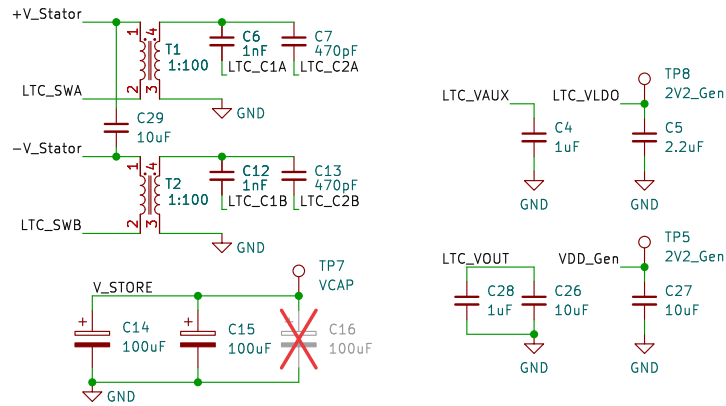 +V_Stator
C6
1nF
C7
470pF
T1
1:100
1
4
2
3
LTC_C1A
LTC_C2A
LTC_SWA
GND
C29
10uF
-V_Stator
C12
1nF
C13
470pF
T2
1:100
1
4
2
3
LTC_C1B
LTC_C2B
LTC_SWB
GND
TP7
VCAP
V_STORE
+
C14
100uF
+
C15
100uF
+
C16
100uF
GND
TP8
2V2_Gen
LTC_VAUX
LTC_VLDO
C4
1uF
C5
2.2uF
GND
GND
TP5
2V2_Gen
LTC_VOUT
VDD_Gen
C28
1uF
C26
10uF
C27
10uF
GND
GND